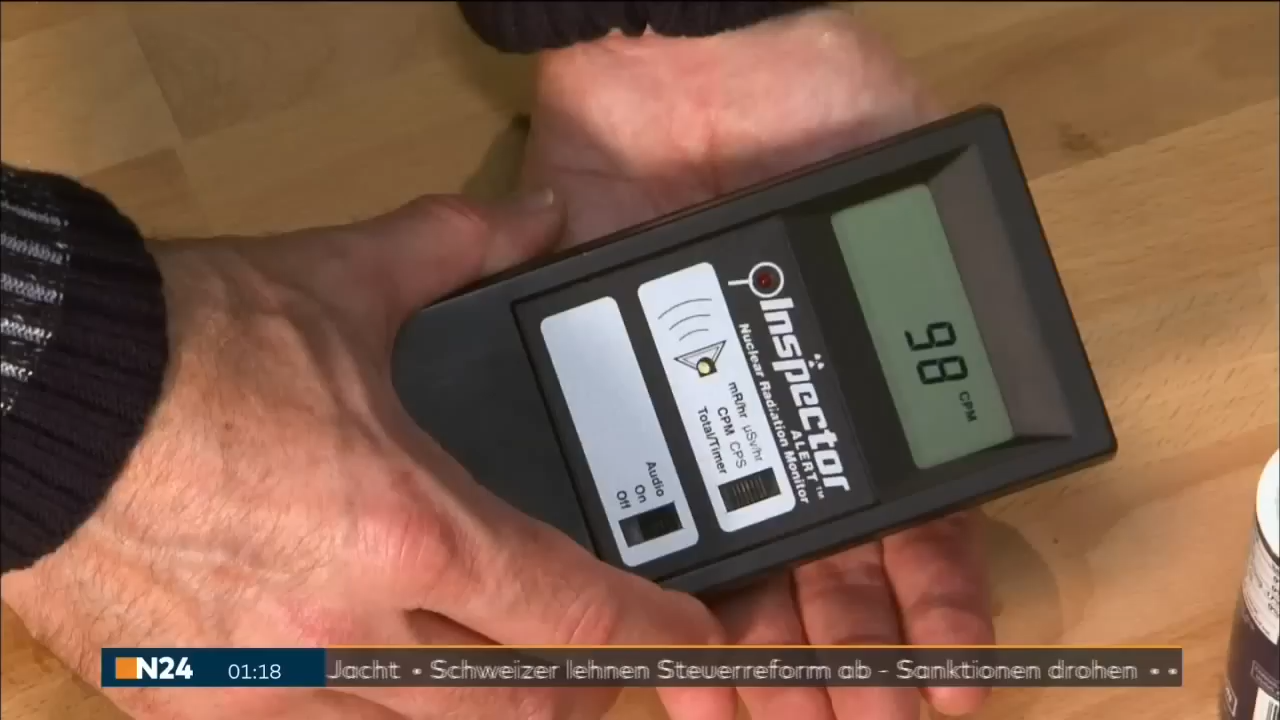 Inspector
ALERT™
Nuclear Radiation Monitor
CPM
mR/hr µSv/hr
CPM CPS
Total/Timer
Audio
On
Off
N24 01:18 Jacht • Schweizer lehnen Steuerreform ab - Sanktionen drohen • •